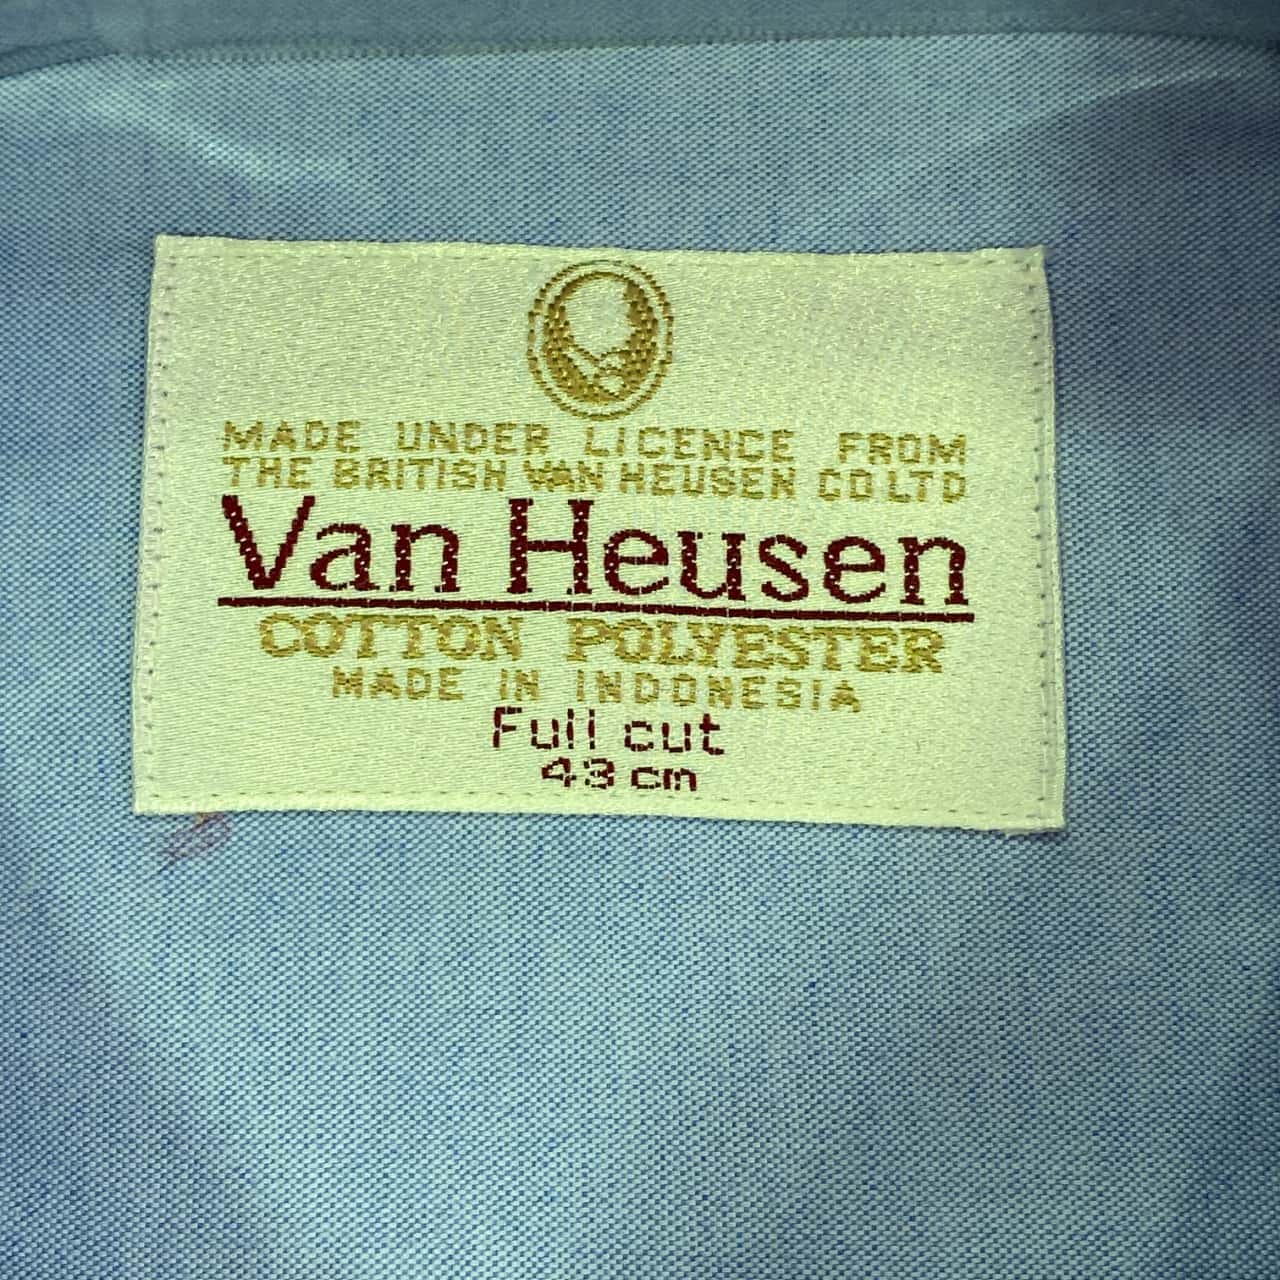 MADE UNDER LICENCE FROM
THE BRITISH VAN HEUSEN CO LTD
Van Heusen
COTTON POLYESTER
MADE IN INDONESIA
Full cut
43 cm